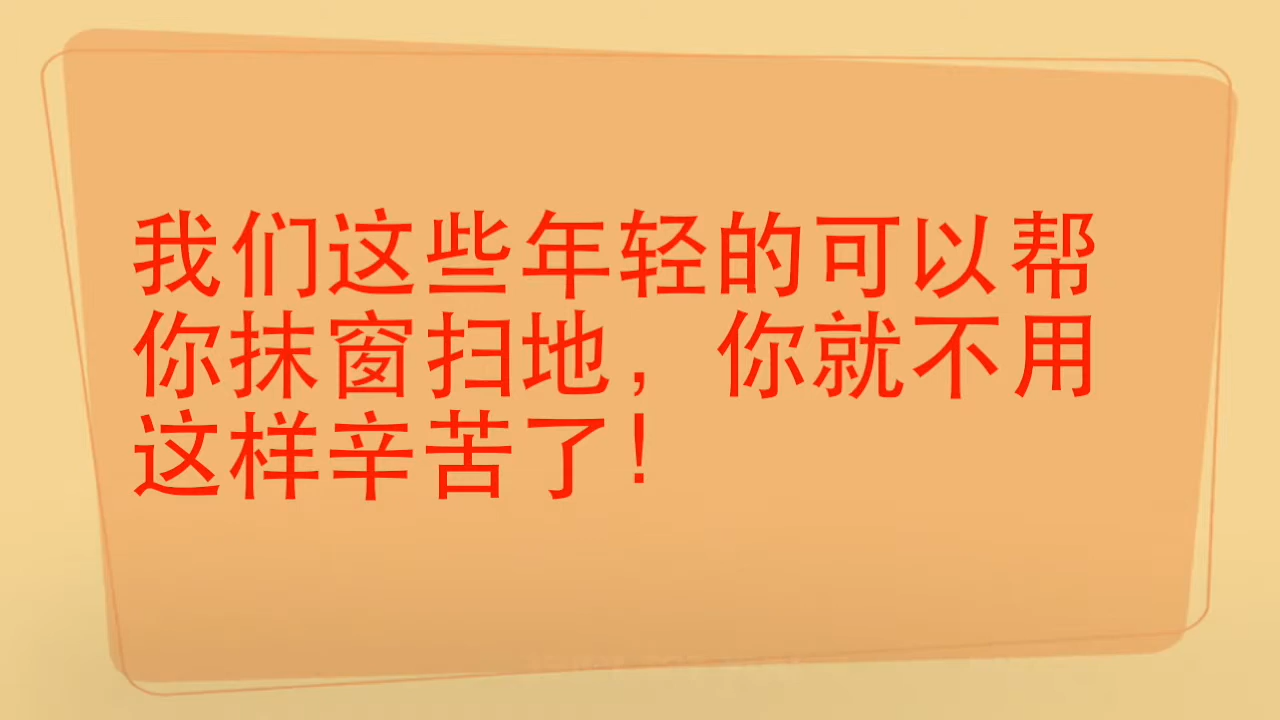 我们这些年轻的可以帮
你抹窗扫地，你就不用
这样辛苦了！